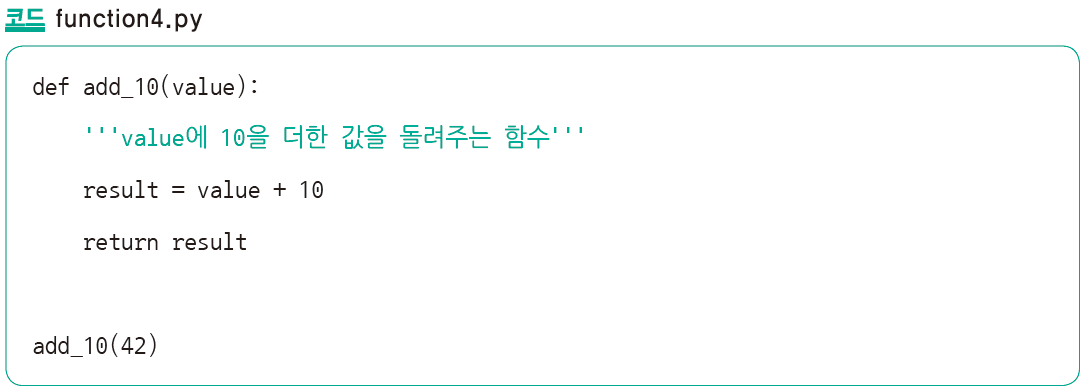 코드 function4.py
def add_10(value):
'''value에 10을 더한 값을 돌려주는 함수'''
result = value + 10
return result
add_10(42)